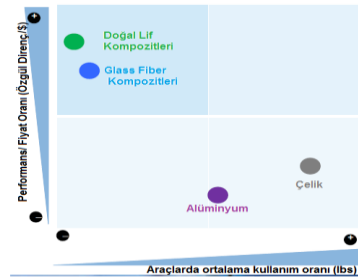 Performans/ Fiyat Oranı (Özgül Direnç/$)
+
Doğal Lif
Kompozitleri
Glass Fiber
Kompozitleri
Çelik
Alüminyum
−
−
+
Araçlarda ortalama kullanım oranı (lbs)